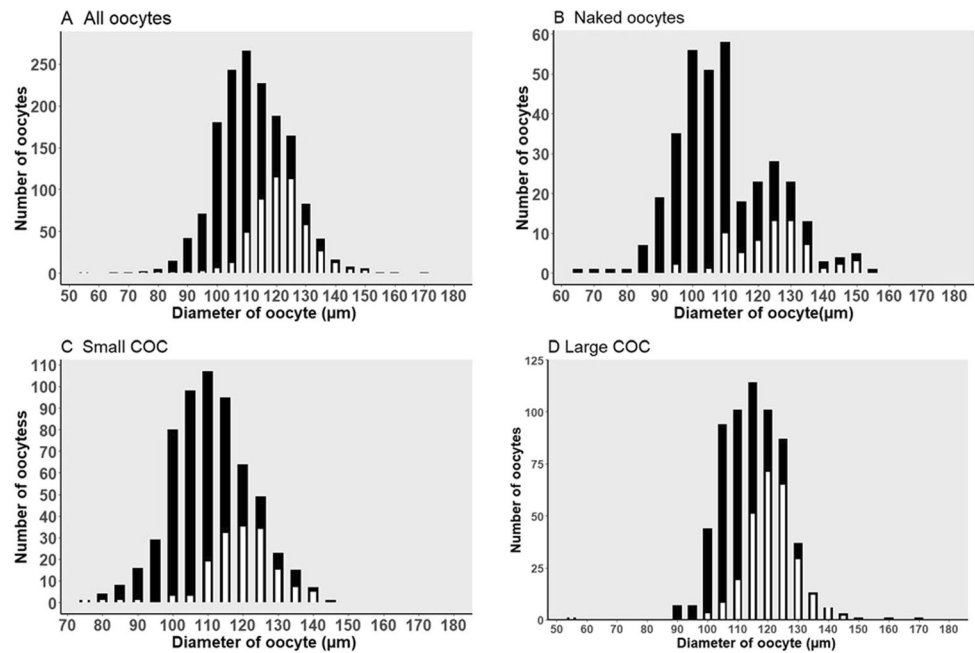 A All oocytes
Number of oocytes
250
200
150
100
50
0
50 60 70 80 90 100 110 120 130 140 150 160 170 180
Diameter of oocyte (µm)
B Naked oocytes
Number of oocytes
60
50
40
30
20
10
0
60 70 80 90 100 110 120 130 140 150 160 170 180
Diameter of oocyte(µm)
C Small COC
Number of oocytess
110
100
90
80
70
60
50
40
30
20
10
0
70 80 90 100 110 120 130 140 150 160 170 180
Diameter of oocyte (µm)
D Large COC
Number of oocytes
125
100
75
50
25
0
50 60 70 80 90 100 110 120 130 140 150 160 170 180
Diameter of oocyte (µm)